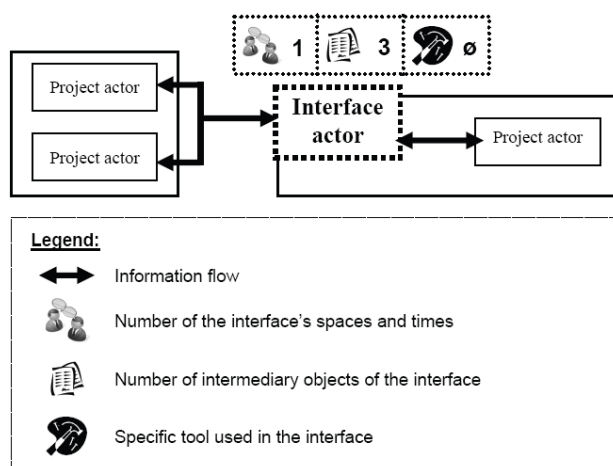 1 3 ø
Project actor
Project actor
Interface
actor
Project actor
Legend:
Information flow
Number of the interface's spaces and times
Number of intermediary objects of the interface
Specific tool used in the interface